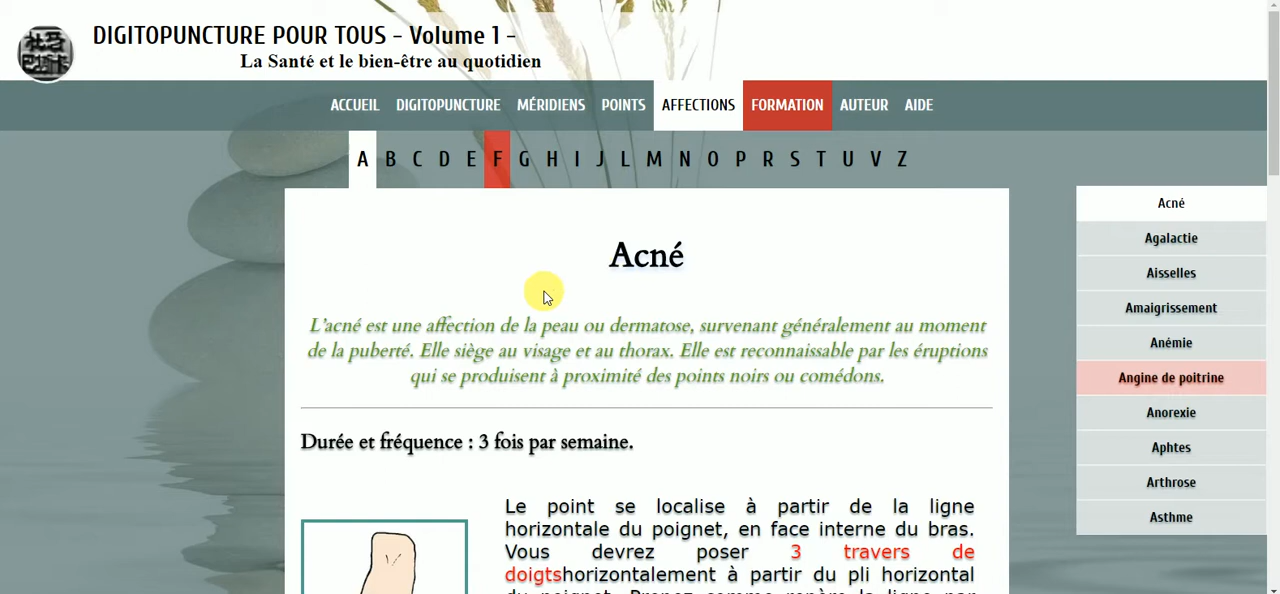 DIGITOPUNCTURE POUR TOUS - Volume 1 -
La Santé et le bien-être au quotidien
ACCUEIL DIGITOPUNCTURE MÉRIDIENS POINTS AFFECTIONS FORMATION AUTEUR AIDE
A B C D E F G H I J L M N O P R S T U V Z
Acné
L'acné est une affection de la peau ou dermatose, survenant généralement au moment
de la puberté. Elle siège au visage et au thorax. Elle est reconnaissable par les éruptions
qui se produisent à proximité des points noirs ou comédons.
Durée et fréquence : 3 fois par semaine.
Le point se localise à partir de la ligne
horizontale du poignet, en face interne du bras.
Vous devrez poser 3 travers de
doigtshorizontalement à partir du pli horizontal
Acné
Agalactie
Aisselles
Amaigrissement
Anémie
Angine de poitrine
Anorexie
Aphtes
Arthrose
Asthme